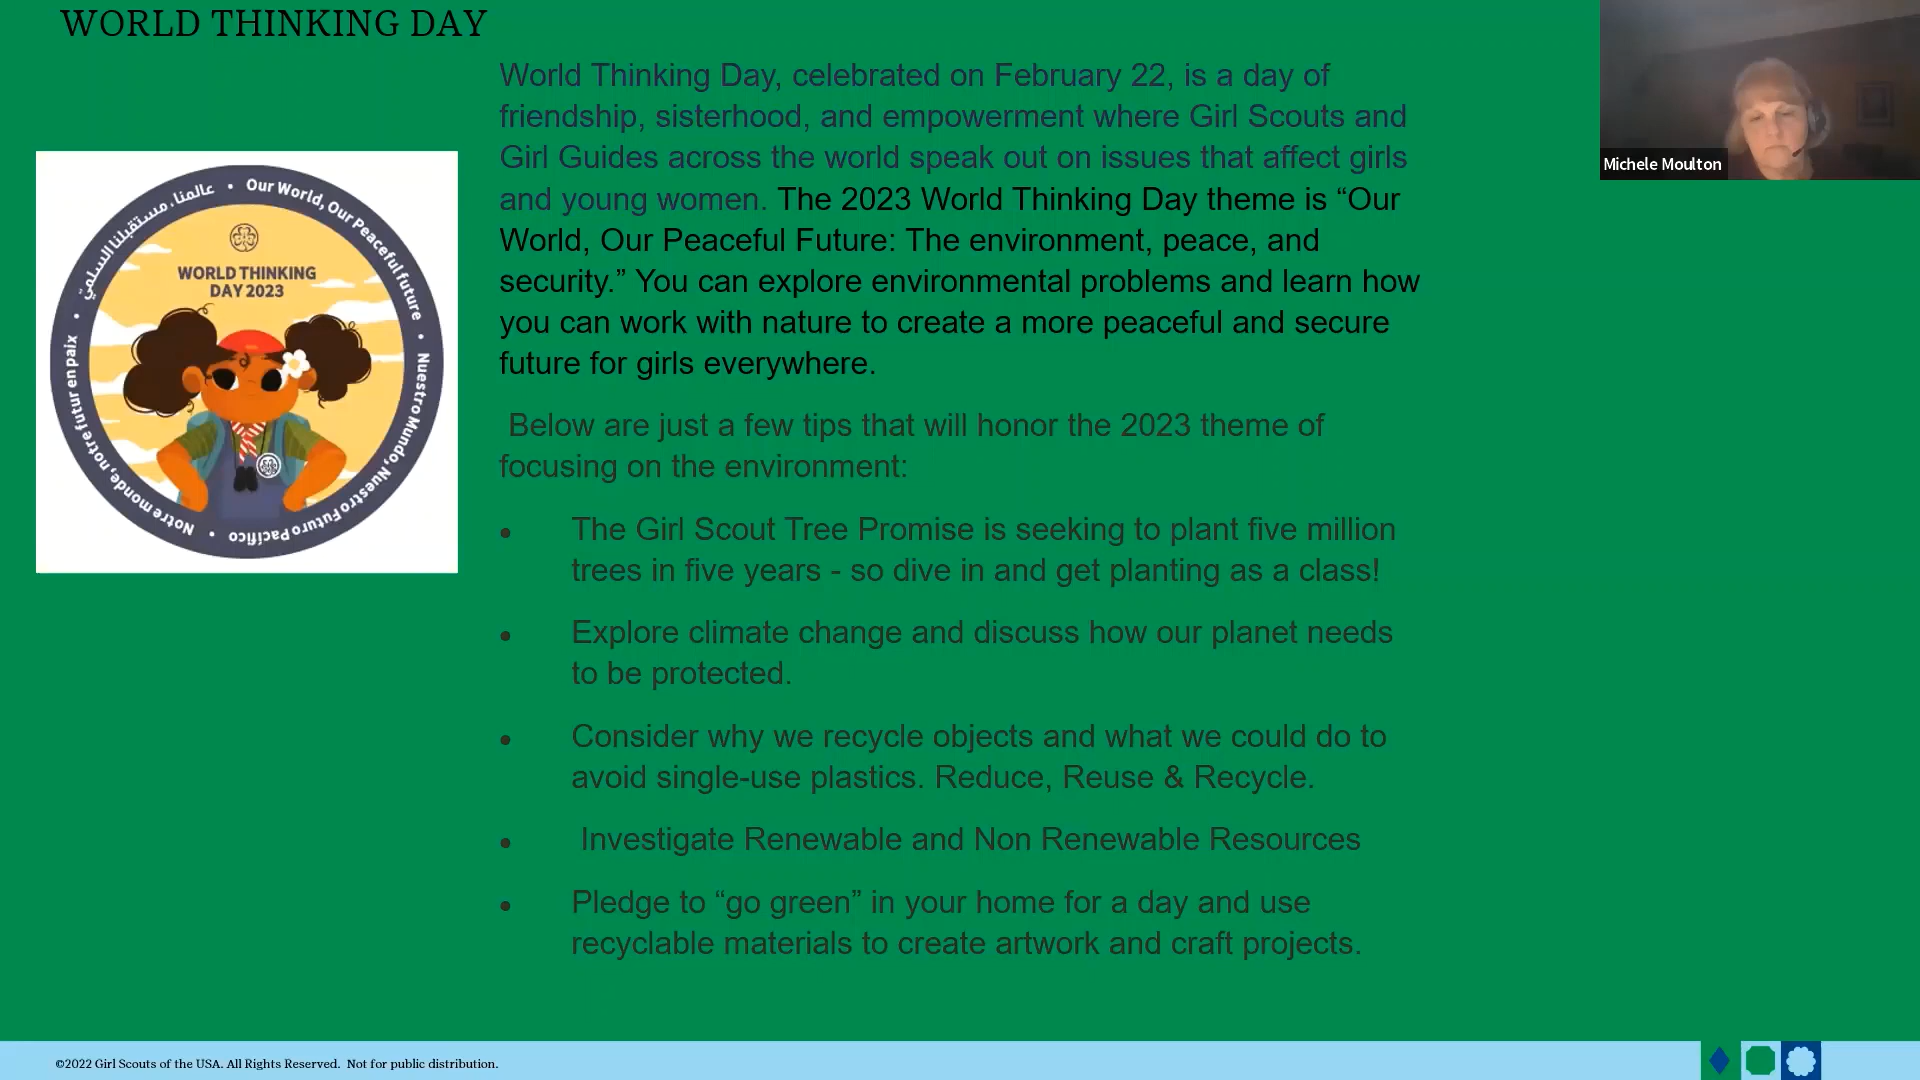 WORLD THINKING DAY
World Thinking Day, celebrated on February 22, is a day of
friendship, sisterhood, and empowerment where Girl Scouts and
Girl Guides across the world speak out on issues that affect girls
and young women. The 2023 World Thinking Day theme is “Our
World, Our Peaceful Future: The environment, peace, and
security.” You can explore environmental problems and learn how
you can work with nature to create a more peaceful and secure
future for girls everywhere.
Below are just a few tips that will honor the 2023 theme of
focusing on the environment:
• The Girl Scout Tree Promise is seeking to plant five million
trees in five years - so dive in and get planting as a class!
• Explore climate change and discuss how our planet needs
to be protected.
• Consider why we recycle objects and what we could do to
avoid single-use plastics. Reduce, Reuse & Recycle.
• Investigate Renewable and Non Renewable Resources
• Pledge to “go green” in your home for a day and use
recyclable materials to create artwork and craft projects.
Our World, Our Peaceful Future
Nuestro Mundo, Nuestro Futuro Pacífico
Notre monde, notre futur en paix
عالمنا، مستقبلنا السلمي
WORLD THINKING
DAY 2023
Michele Moulton
©2022 Girl Scouts of the USA. All Rights Reserved. Not for public distribution.